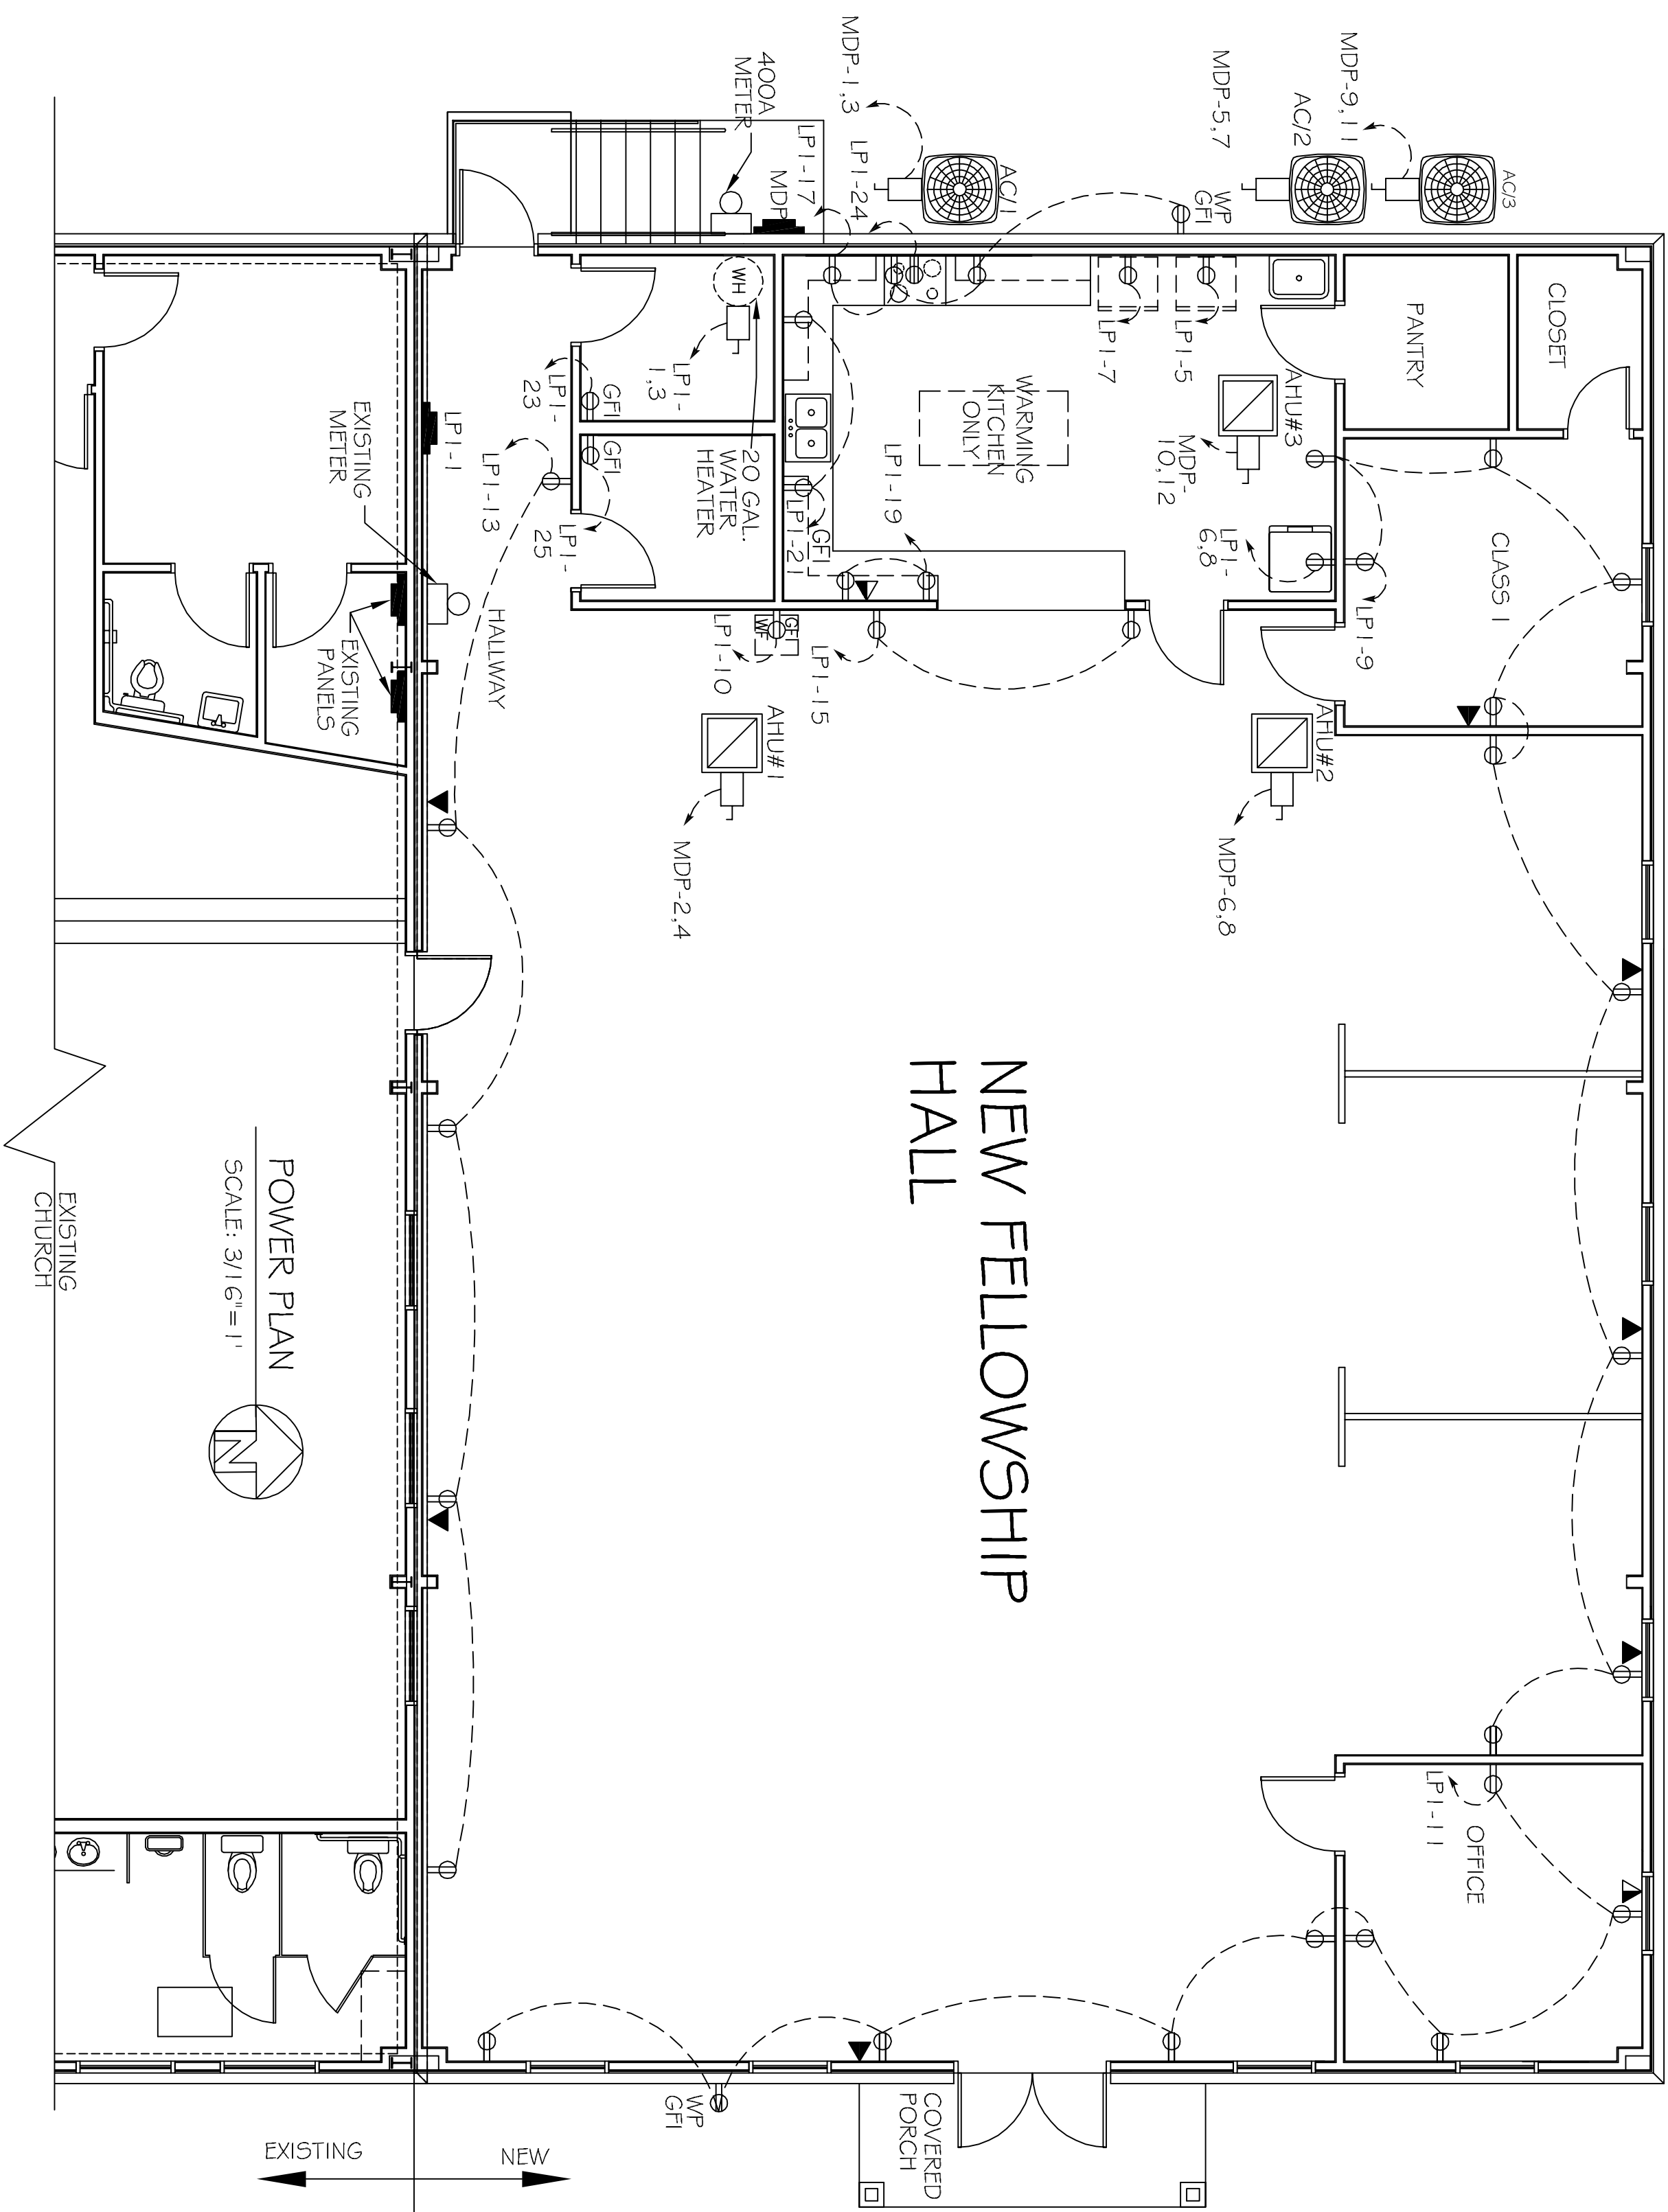 AC/3
MDP-9,11
AC/2
MDP-5,7
WP
GFI
AC/1
MDP-1,3
LP1-24
LP1-17
MDP
400A
METER
CLOSET
PANTRY
CLASS 1
LP1-9
AHU#3
MDP-
10,12
LP1-
6,8
LP1-5
LP1-7
WARMING
KITCHEN
ONLY
LP1-19
GFI
LP1-21
WH
LP1-
1,3
20 GAL.
WATER
HEATER
GFI
LP1-
23
GFI
LP1-
25
LP1-13
LP1-1
EXISTING
METER
HALLWAY
EXISTING
PANELS
GFI
WF
LP1-10
LP1-15
AHU#1
MDP-2,4
AHU#2
MDP-6,8
NEW FELLOWSHIP
HALL
OFFICE
LP1-11
COVERED
PORCH
WP
GFI
NEW
EXISTING
POWER PLAN
SCALE: 3/16"=1'
N
EXISTING
CHURCH